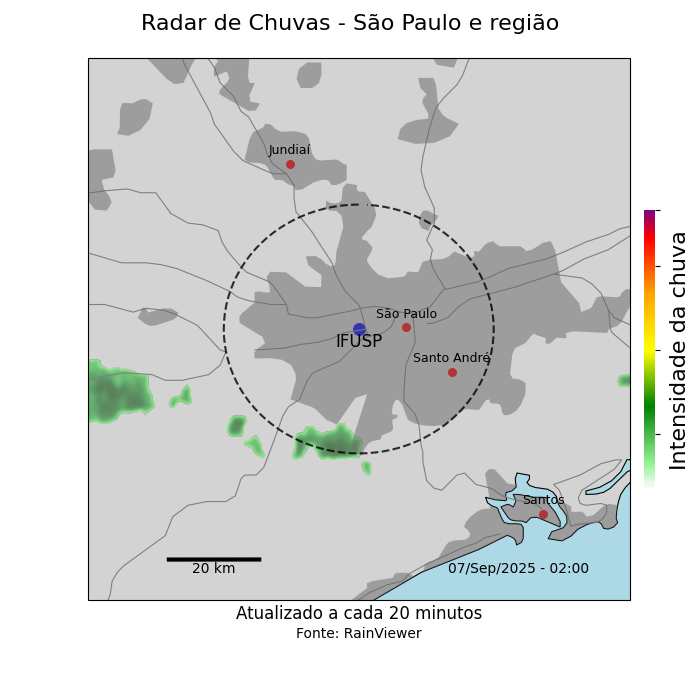 Radar de Chuvas - São Paulo e região
Jundiaí
São Paulo
IFUSP
Santo André
Santos
20 km
07/Sep/2025 - 02:00
Intensidade da chuva
Atualizado a cada 20 minutos
Fonte: RainViewer